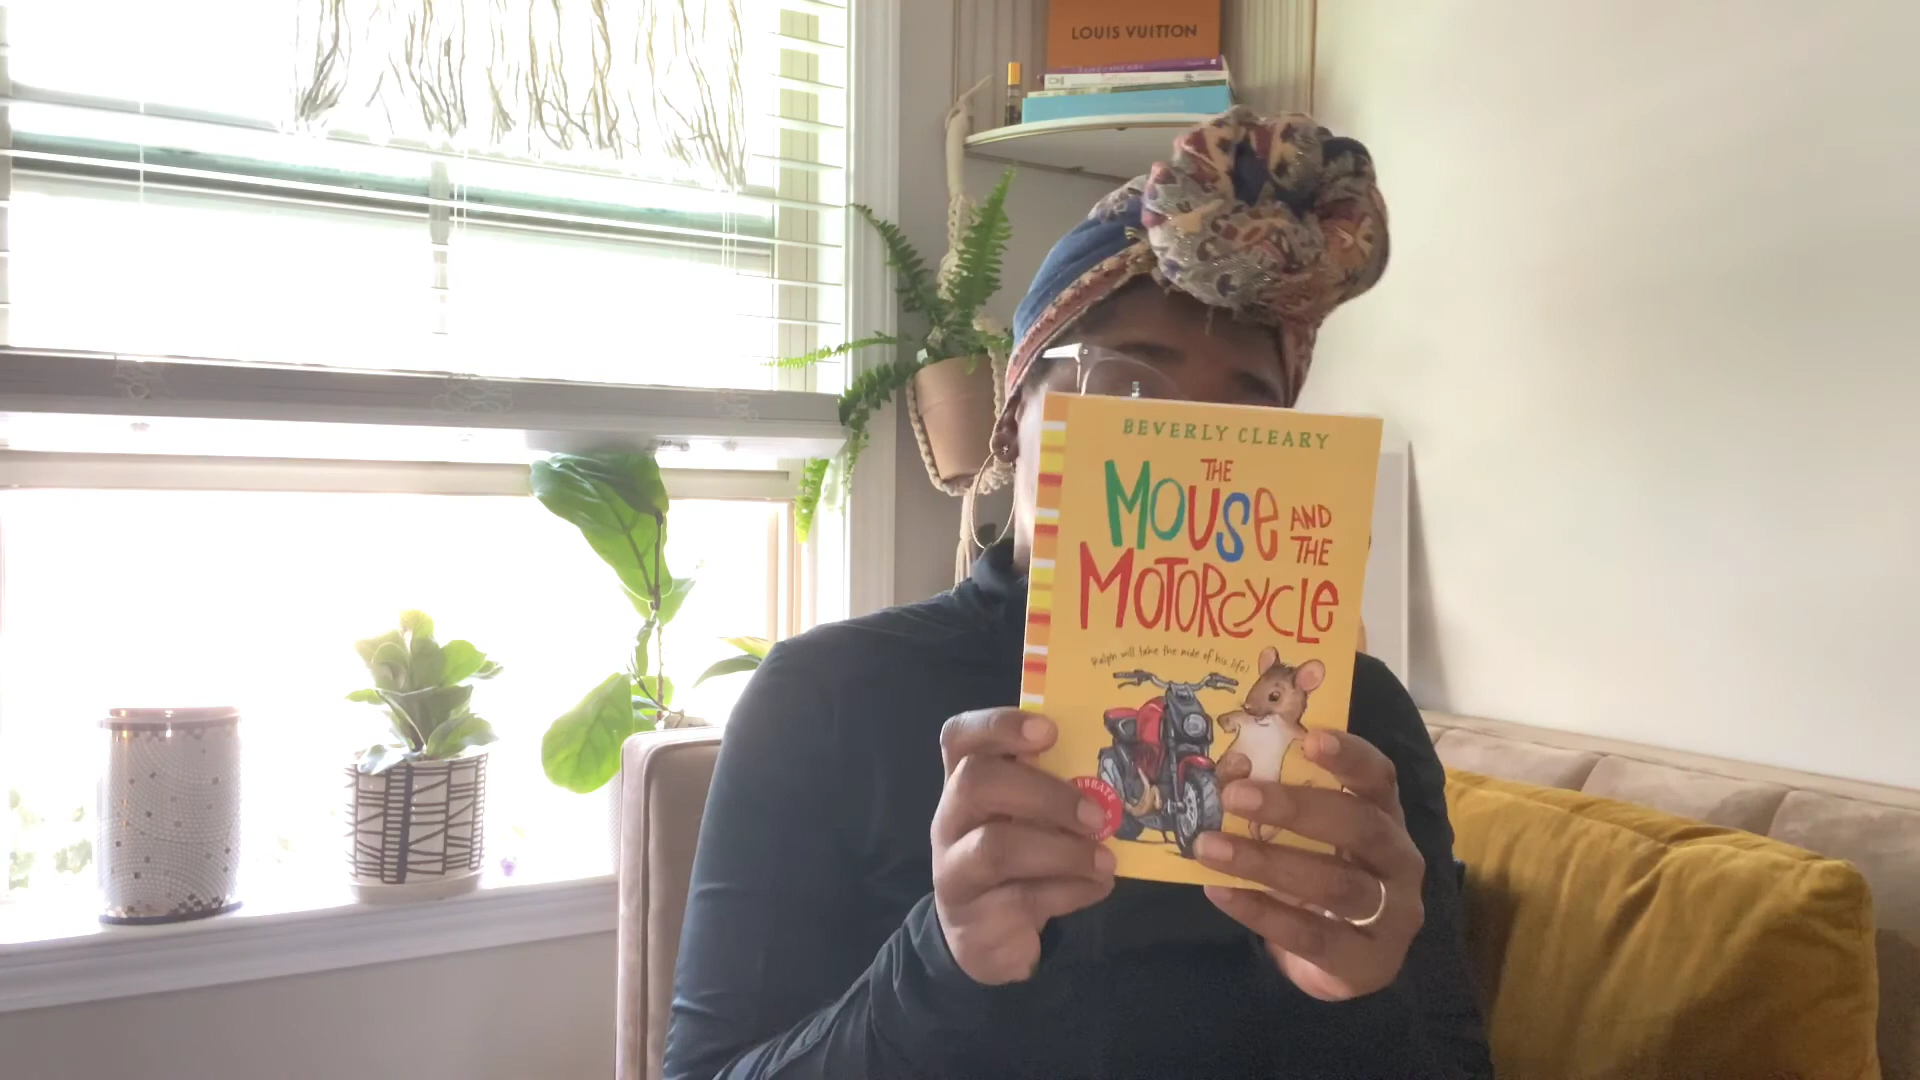 LOUIS VUITTON
BEVERLY CLEARY
THE
MOUSE AND THE
MOTORCYCLE
Ralph will take the ride of his life!